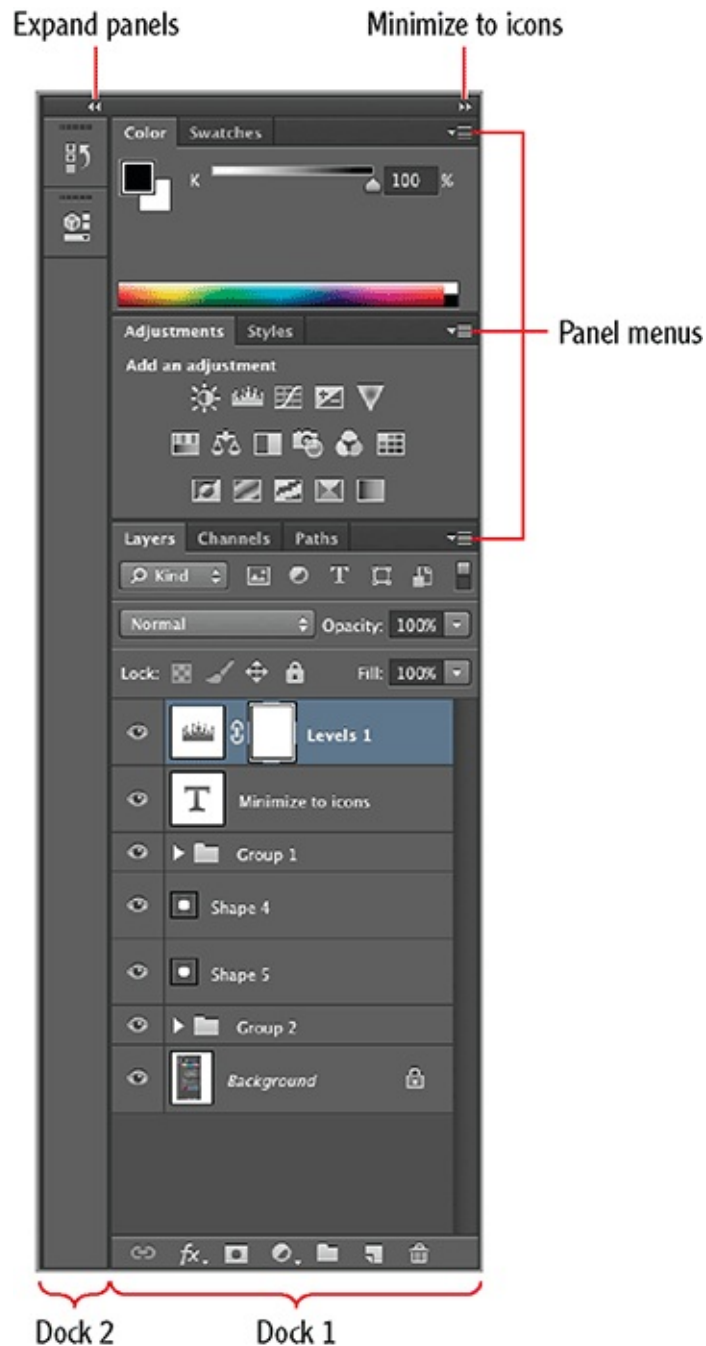 Expand panels
Minimize to icons
Color Swatches
K 100 %
Panel menus
Adjustments Styles
Add an adjustment
Layers Channels Paths
Kind T
Normal Opacity: 100%
Lock: Fill: 100%
Levels 1
T Minimize to icons
Group 1
Shape 4
Shape 5
Group 2
Background
fx.
Dock 2 Dock 1